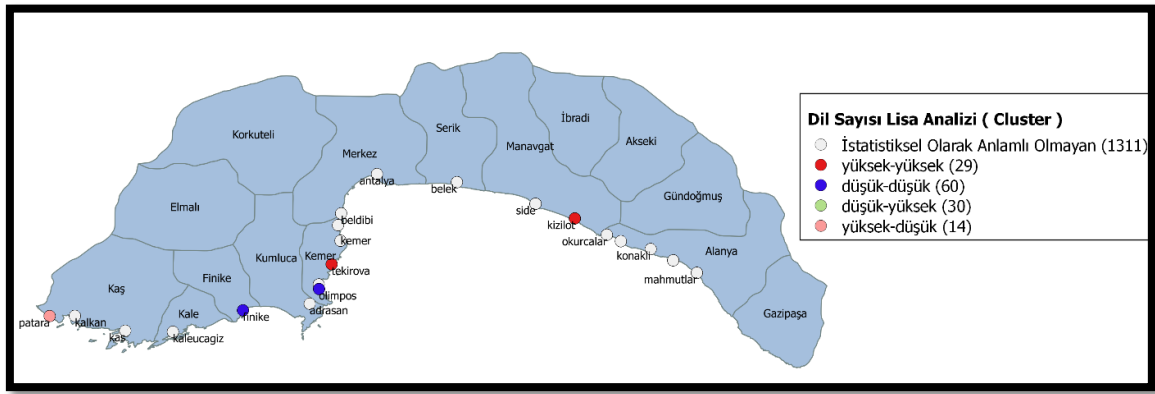 Dil Sayısı Lisa Analizi ( Cluster )
İstatistiksel Olarak Anlamlı Olmayan (1311)
yüksek-yüksek (29)
düşük-düşük (60)
düşük-yüksek (30)
yüksek-düşük (14)
İbradi
Serik
Korkuteli
Akseki
Manavgat
Merkez
antalya
belek
Gündoğmuş
Elmalı
side
beldibi
kizilot
kemer
okurcalar
konakli
Alanya
Kumluca
Kemer
tekirova
Finike
mahmutlar
Kaş
olimpos
adrasan
Kale
finike
Gazipaşa
patara
kalkan
kaş
kaleucagiz